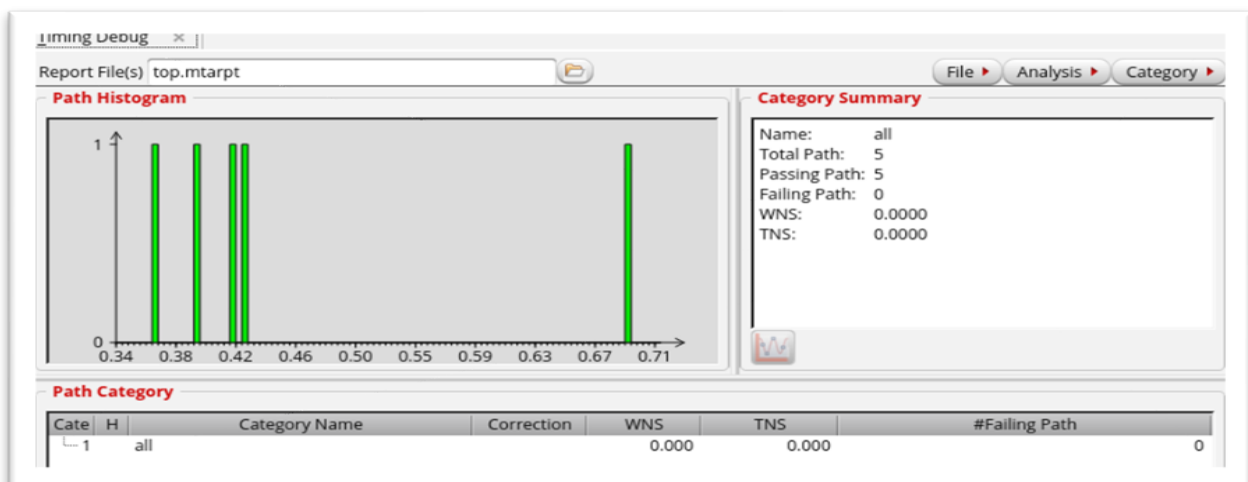 Timing Debug ×
Report File(s) top.mtarpt File Analysis Category
Path Histogram
1
0
0.34 0.38 0.42 0.46 0.50 0.55 0.59 0.63 0.67 0.71
Category Summary
Name: all
Total Path: 5
Passing Path: 5
Failing Path: 0
WNS: 0.0000
TNS: 0.0000
Path Category
Cate H Category Name Correction WNS TNS #Failing Path
1 all 0.000 0.000 0